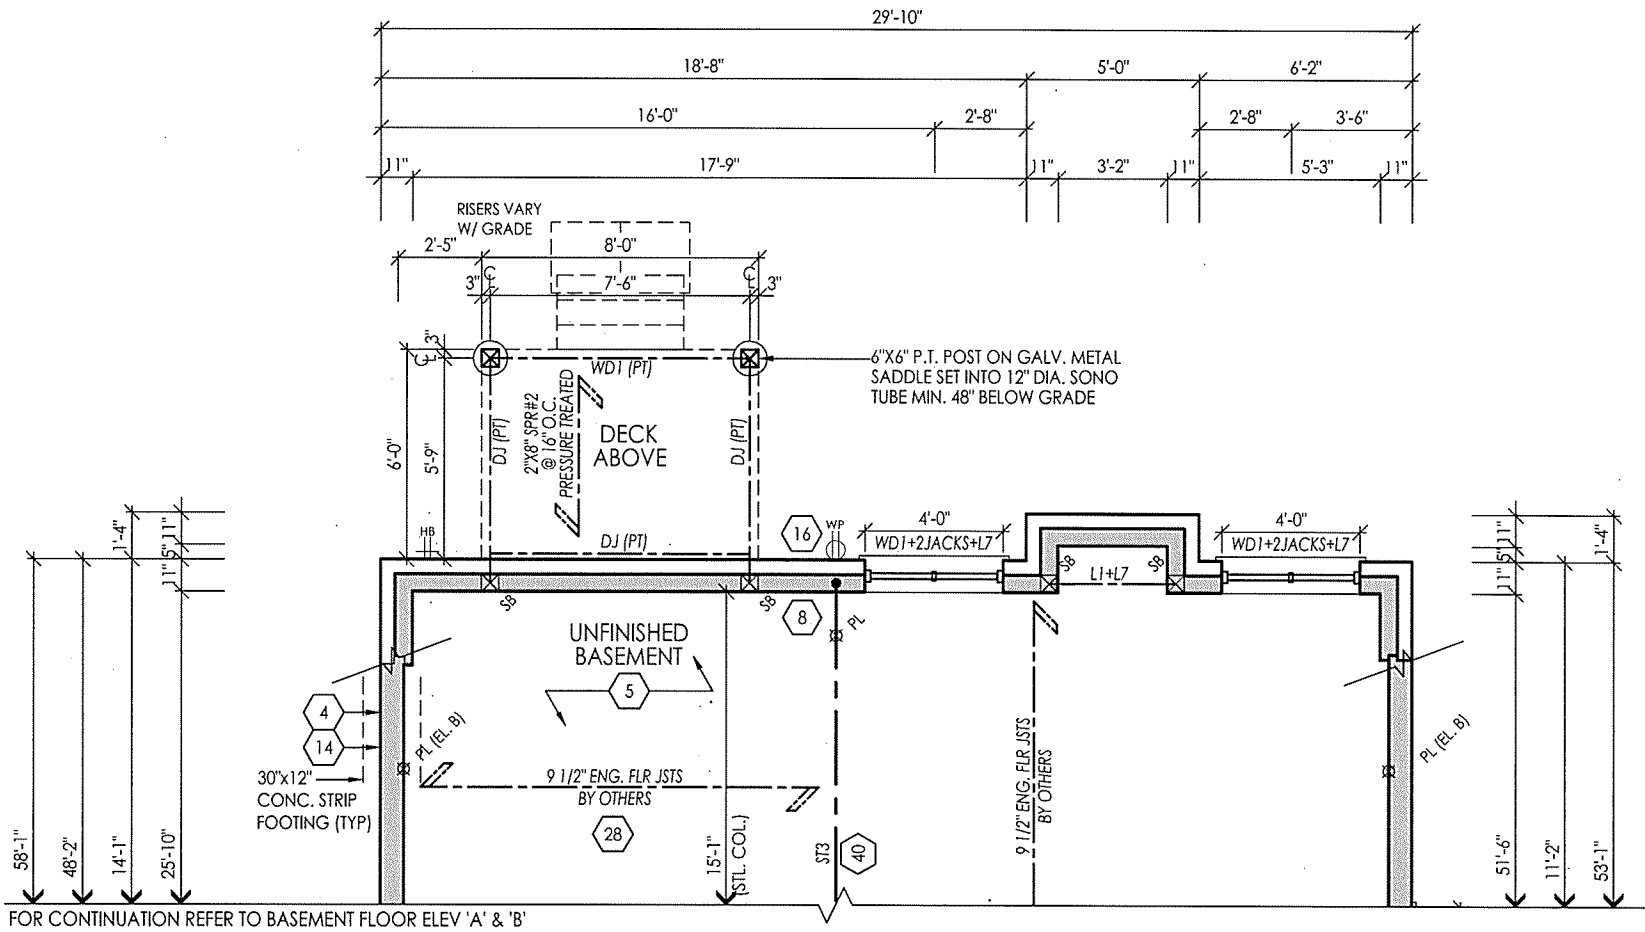 29'-10"
18'-8"
5'-0"
6'-2"
16'-0"
2'-8"
2'-8"
3'-6"
11"
17'-9"
11"
3'-2"
11"
5'-3"
11"
RISERS VARY
W/ GRADE
2'-5"
8'-0"
3"
7'-6"
3"
3"
WD1 (PT)
6"X6" P.T. POST ON GALV. METAL
SADDLE SET INTO 12" DIA. SONO
TUBE MIN. 48" BELOW GRADE
6'-0"
5'-9"
DJ (PT)
2"X8" SPR#2
@ 16" O.C.
PRESSURE TREATED
DECK
ABOVE
DJ (PT)
DJ (PT)
HB
16
WP
4'-0"
WD1+2JACKS+L7
4'-0"
WD1+2JACKS+L7
1'-4"
11"
5"
11"
11"
5"
11"
1'-4"
SB
SB
SB
SB
L1+L7
8
PL
UNFINISHED
BASEMENT
5
4
14
PL (EL. B)
PL (EL. B)
30"x12"
CONC. STRIP
FOOTING (TYP)
9 1/2" ENG. FLR JSTS
BY OTHERS
28
9 1/2" ENG. FLR JSTS
BY OTHERS
58'-1"
48'-2"
14'-1"
25'-10"
15'-1"
(STL. COL.)
ST3
40
51'-6"
11'-2"
53'-1"
FOR CONTINUATION REFER TO BASEMENT FLOOR ELEV 'A' & 'B'